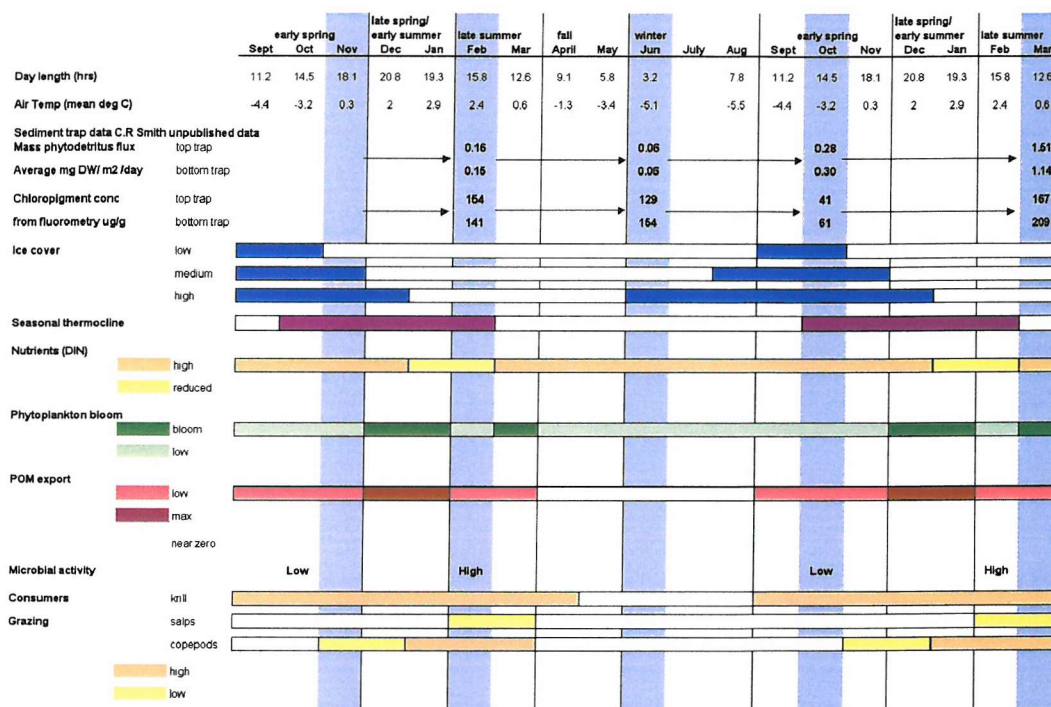 late spring/ late spring/
early spring early summer late summer fall winter early spring early summer late summer
Sept Oct Nov Dec Jan Feb Mar April May Jun July Aug Sept Oct Nov Dec Jan Feb Mar
Day length (hrs) 11.2 14.5 18.1 20.8 19.3 15.8 12.6 9.1 5.8 3.2 7.8 11.2 14.5 18.1 20.8 19.3 15.8 12.6
Air Temp (mean deg C) -4.4 -3.2 0.3 2 2.9 2.4 0.6 -1.3 -3.4 -5.1 -5.5 -4.4 -3.2 0.3 2 2.9 2.4 0.6
Sediment trap data C.R Smith unpublished data
Mass phytodetritus flux top trap 0.16 0.06 0.28 1.51
Average mg DW/ m2 /day bottom trap 0.15 0.06 0.30 1.14
Chloropigment conc top trap 154 129 41 167
from fluorometry ug/g bottom trap 141 154 61 209
Ice cover low
medium
high
Seasonal thermocline
Nutrients (DIN)
high
reduced
Phytoplankton bloom
bloom
low
POM export
low
max
near zero
Microbial activity Low High Low High
Consumers krill
Grazing salps
copepods
high
low